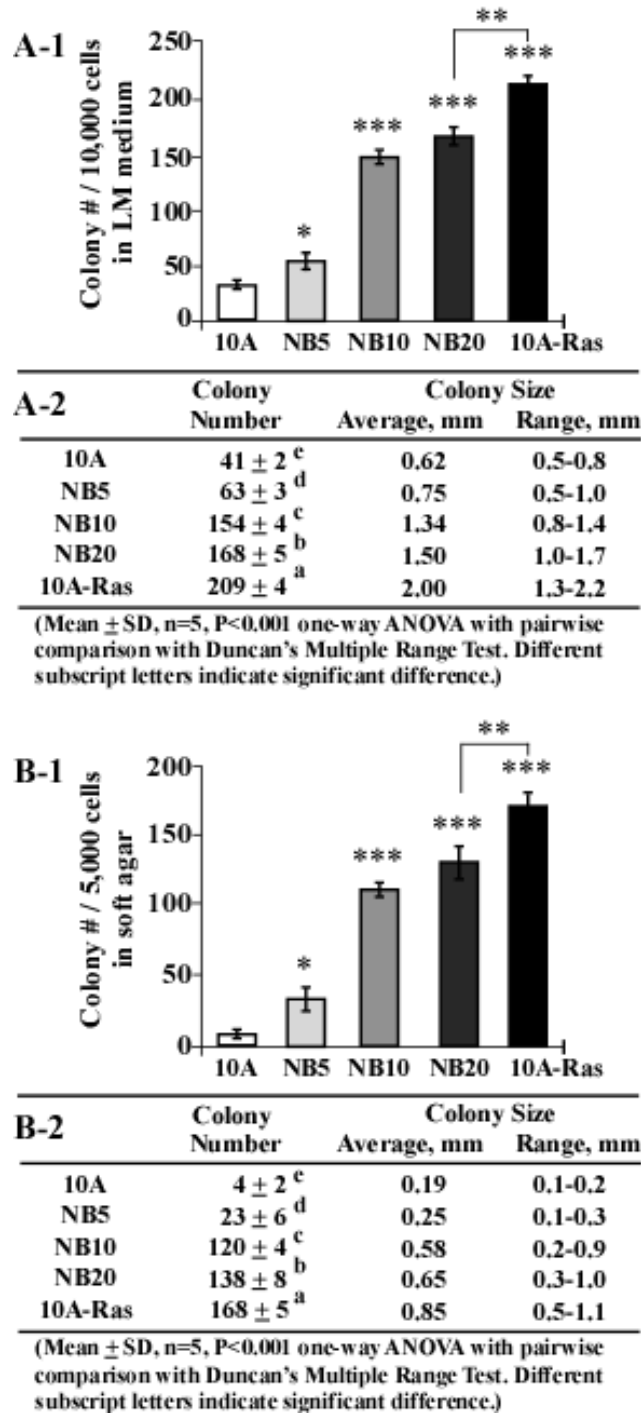 A-1
Colony # / 10,000 cells
in LM medium
250
200
150
100
50
0
*
***
***
**
***
10A NB5 NB10 NB20 10A-Ras
A-2
Colony Number Colony Size
Average, mm Range, mm
10A 41 ± 2 e 0.62 0.5-0.8
NB5 63 ± 3 d 0.75 0.5-1.0
NB10 154 ± 4 c 1.34 0.8-1.4
NB20 168 ± 5 b 1.50 1.0-1.7
10A-Ras 209 ± 4 a 2.00 1.3-2.2
(Mean ± SD, n=5, P<0.001 one-way ANOVA with pairwise
comparison with Duncan's Multiple Range Test. Different
subscript letters indicate significant difference.)
B-1
Colony # / 5,000 cells
in soft agar
200
150
100
50
0
*
***
***
**
***
10A NB5 NB10 NB20 10A-Ras
B-2
Colony Number Colony Size
Average, mm Range, mm
10A 4 ± 2 e 0.19 0.1-0.2
NB5 23 ± 6 d 0.25 0.1-0.3
NB10 120 ± 4 c 0.58 0.2-0.9
NB20 138 ± 8 b 0.65 0.3-1.0
10A-Ras 168 ± 5 a 0.85 0.5-1.1
(Mean ± SD, n=5, P<0.001 one-way ANOVA with pairwise
comparison with Duncan's Multiple Range Test. Different
subscript letters indicate significant difference.)